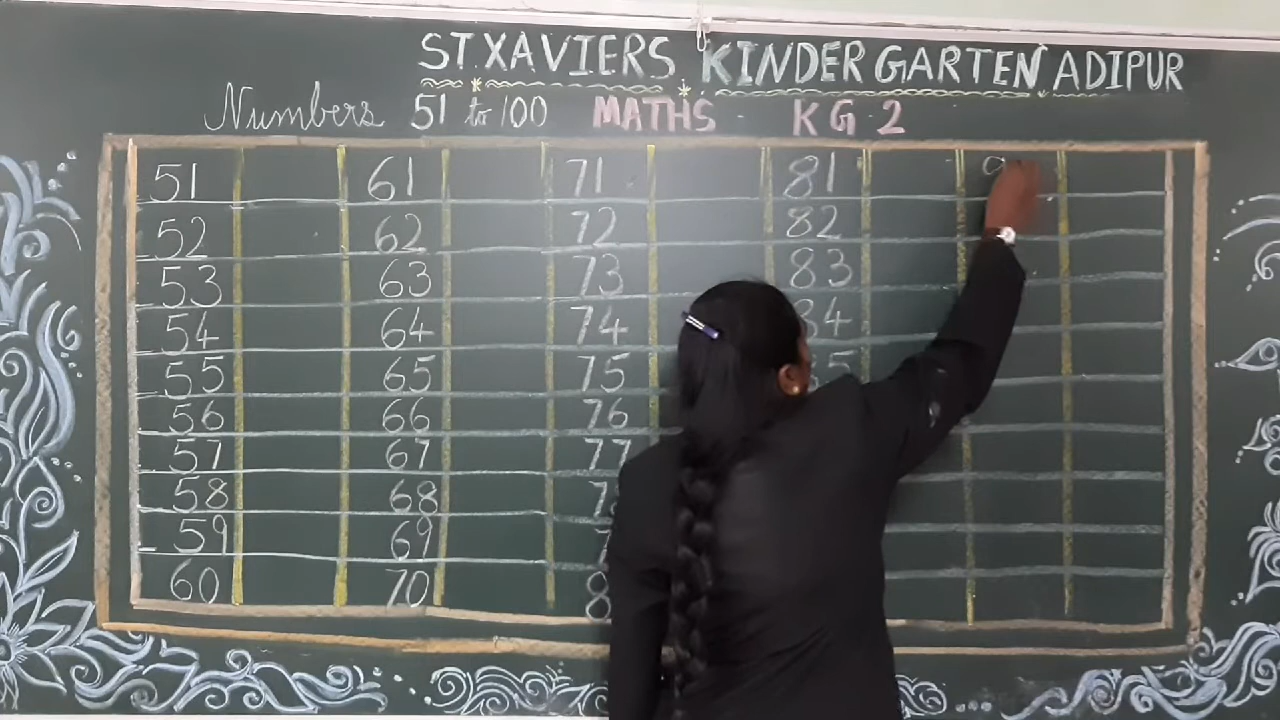 ST. XAVIERS KINDER GARTEN ADIPUR
Numbers 51 to 100 MATHS KG 2
51 61 71 81
52 62 72 82
53 63 73 83
54 64 74
55 65 75
56 66 76
57 67 77
58 68
59 69
60 70